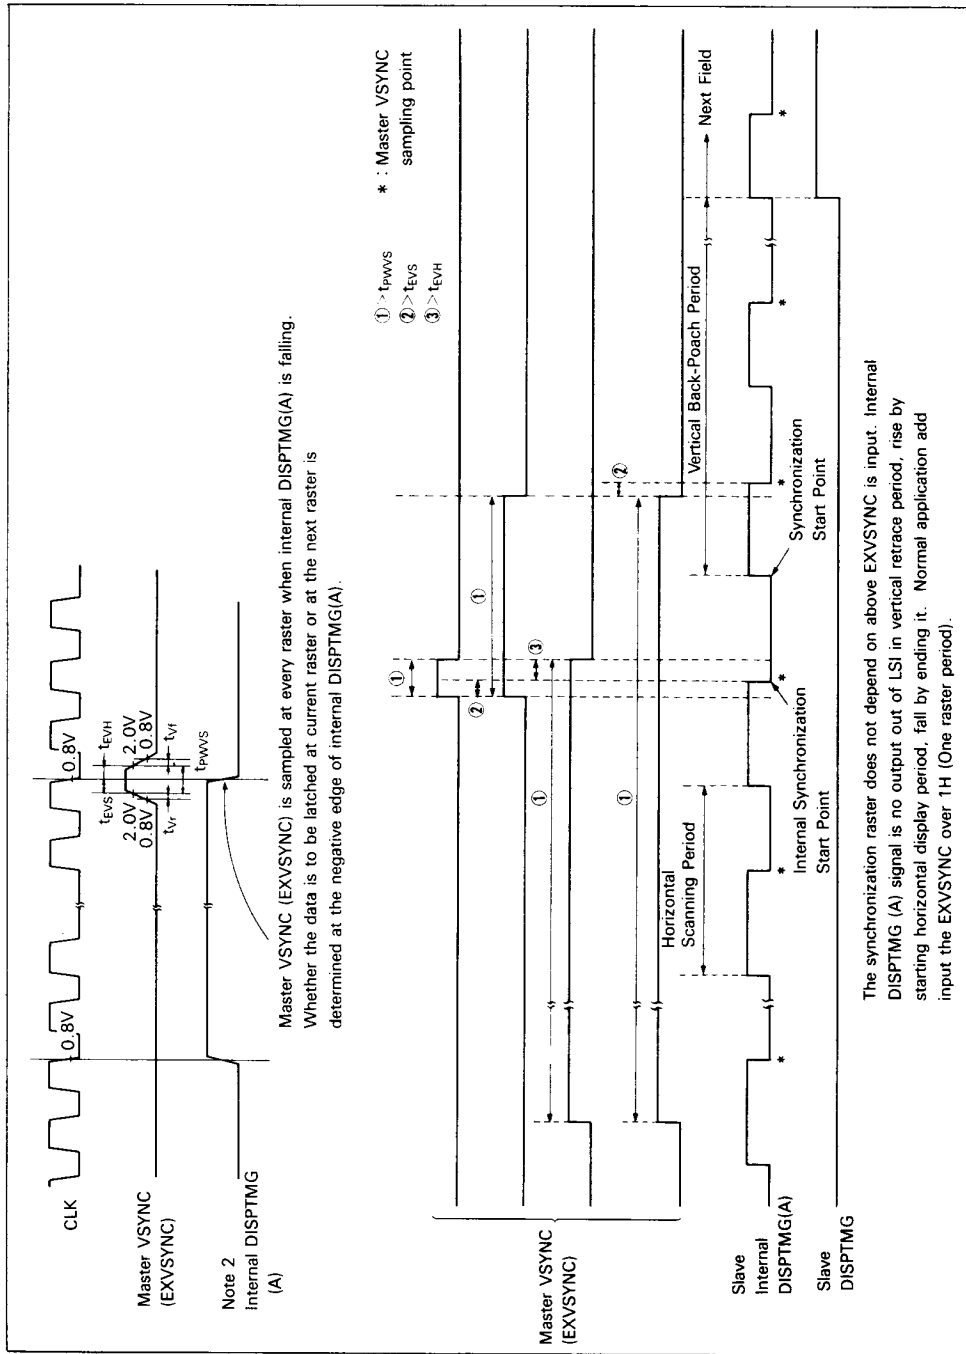 CLK
0.8V
0.8V
Master VSYNC
(EXVSYNC)
2.0V
0.8V
2.0V
0.8V
tEVS
tEVH
tVr
tVf
tPWVS
Note 2
Internal DISPTMG
(A)
Master VSYNC (EXVSYNC) is sampled at every raster when internal DISPTMG(A) is falling.
Whether the data is to be latched at current raster or at the next raster is
determined at the negative edge of internal DISPTMG(A).
① > tPWVS
② > tEVS
③ > tEVH
* : Master VSYNC
sampling point
Master VSYNC
(EXVSYNC)
①
①
②
③
①
①
②
Horizontal
Scanning Period
Vertical Back-Poach Period
Next Field
Slave
Internal
DISPTMG(A)
*
*
*
*
*
*
Internal Synchronization
Start Point
Synchronization
Start Point
Slave
DISPTMG
The synchronization raster does not depend on above EXVSYNC is input. Internal
DISPTMG (A) signal is no output out of LSI in vertical retrace period, rise by
starting horizontal display period, fall by ending it. Normal application add
input the EXVSYNC over 1H (One raster period).